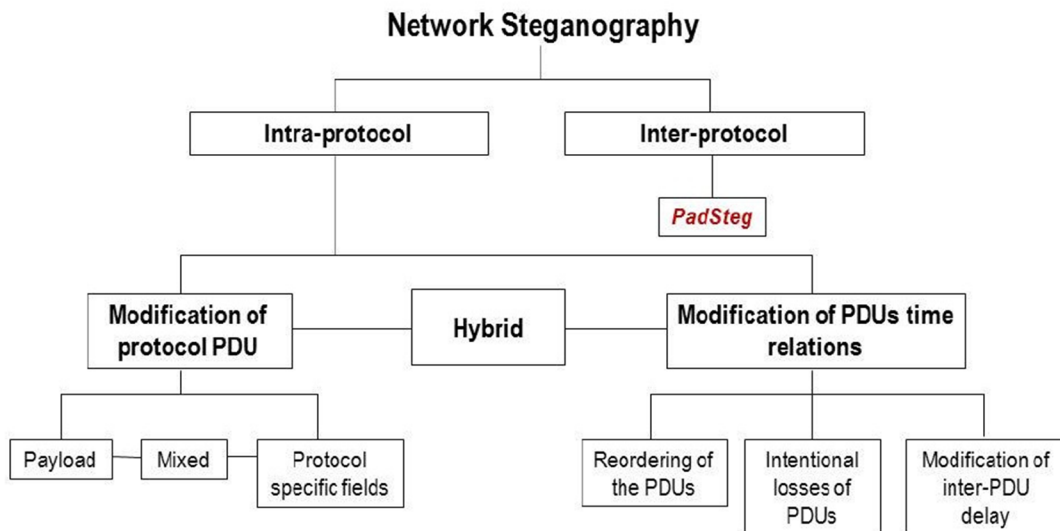 Network Steganography
Intra-protocol
Inter-protocol
PadSteg
Modification of
protocol PDU
Hybrid
Modification of PDUs time
relations
Payload
Mixed
Protocol
specific fields
Reordering of
the PDUs
Intentional
losses of
PDUs
Modification of
inter-PDU
delay